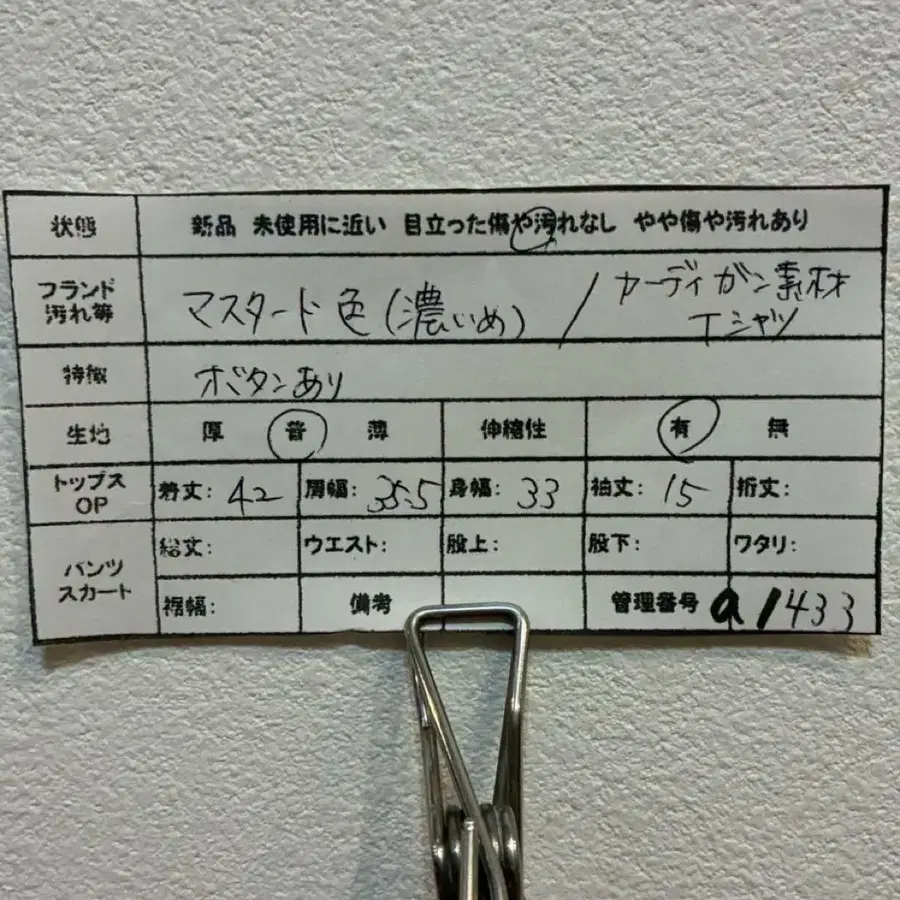 状態 新品 未使用に近い 目立った傷や汚れなし やや傷や汚れあり
フランド 汚れ等 マスタード色(濃いめ) / カーディガン素材 Tシャツ
特徴 ボタンあり
生地 厚 普 薄 伸縮性 有 無
トップス OP 着丈: 42 肩幅: 35.5 身幅: 33 袖丈: 15 裄丈:
パンツ スカート 総丈: ウエスト: 股上: 股下: ワタリ:
裾幅: 備考 管理番号 a1433